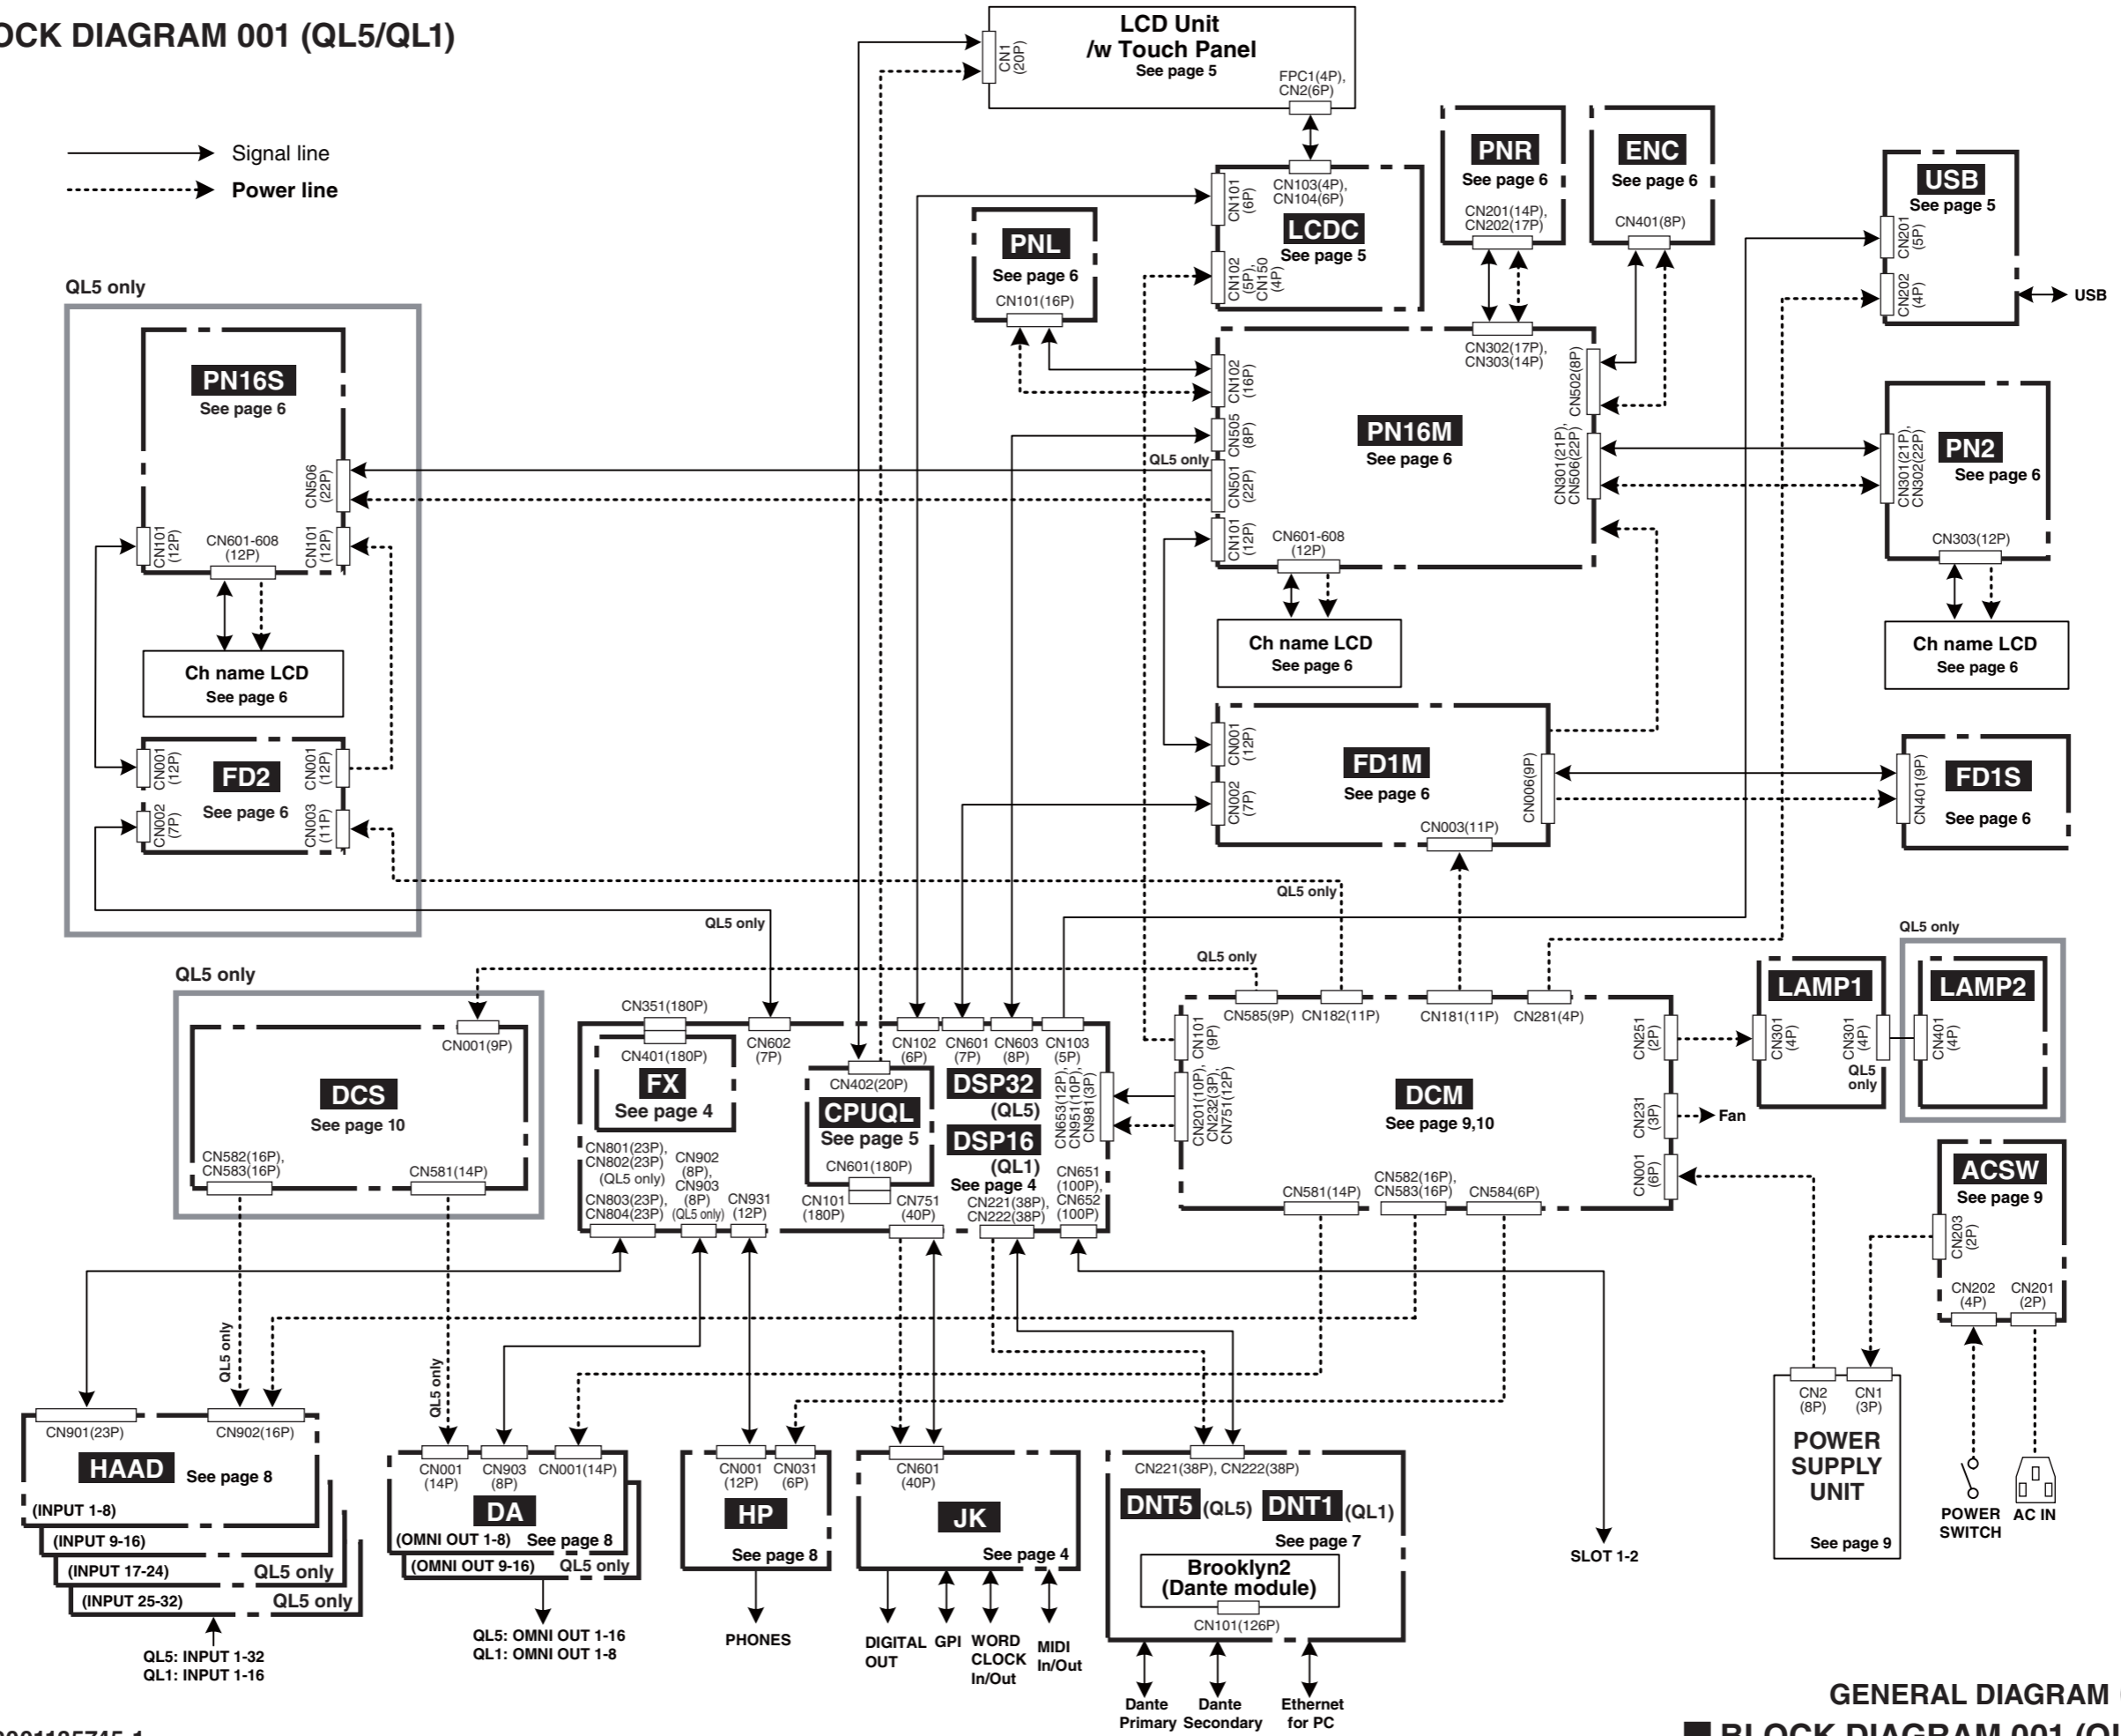 OCK DIAGRAM 001 (QL5/QL1)
Signal line
Power line
LCD Unit
/w Touch Panel
See page 5
CN1
(20P)
FPC1(4P),
CN2(6P)
CN101
(6P)
CN103(4P),
CN104(6P)
LCDC
See page 5
CN102
(5P),
CN150
(4P)
PNR
See page 6
CN201(14P),
CN202(17P)
ENC
See page 6
CN401(8P)
USB
See page 5
CN201
(5P)
CN202
(4P)
USB
PNL
See page 6
CN101(16P)
QL5 only
PN16S
See page 6
CN506
(22P)
CN101
(12P)
CN601-608
(12P)
CN101
(12P)
Ch name LCD
See page 6
CN001
(12P)
CN001
(12P)
FD2
See page 6
CN002
(7P)
CN003
(11P)
CN302(17P),
CN303(14P)
CN102
(16P)
CN505
(8P)
QL5 only
CN501
(22P)
CN101
(12P)
PN16M
See page 6
CN502(8P)
CN301(21P),
CN506(22P)
CN601-608
(12P)
Ch name LCD
See page 6
CN301(21P),
CN302(22P)
PN2
See page 6
CN303(12P)
Ch name LCD
See page 6
CN001
(12P)
CN002
(7P)
FD1M
See page 6
CN006(9P)
CN003(11P)
CN401(9P)
FD1S
See page 6
QL5 only
QL5 only
QL5 only
QL5 only
CN001(9P)
DCS
See page 10
CN582(16P),
CN583(16P)
CN581(14P)
CN351(180P)
CN401(180P)
FX
See page 4
CN602
(7P)
CN402(20P)
CPUQL
See page 5
CN601(180P)
CN101
(180P)
CN102
(6P)
CN601
(7P)
CN603
(8P)
CN103
(5P)
DSP32
(QL5)
DSP16
(QL1)
See page 4
CN653(12P),
CN951(10P),
CN981(3P)
CN801(23P),
CN802(23P)
(QL5 only)
CN803(23P),
CN804(23P)
CN902
(8P),
CN903
(8P)
(QL5 only)
CN931
(12P)
CN751
(40P)
CN221(38P),
CN222(38P)
CN651
(100P),
CN652
(100P)
CN585(9P)
CN182(11P)
CN181(11P)
CN281(4P)
CN101
(9P)
CN201(10P),
CN232(3P),
CN751(12P)
DCM
See page 9,10
CN251
(2P)
CN231
(3P)
Fan
CN001
(6P)
CN581(14P)
CN582(16P),
CN583(16P)
CN584(6P)
LAMP1
CN301
(4P)
CN301
(4P)
QL5
only
QL5 only
LAMP2
CN401
(4P)
ACSW
See page 9
CN203
(2P)
CN202
(4P)
CN201
(2P)
CN2
(8P)
CN1
(3P)
POWER
SUPPLY
UNIT
See page 9
POWER
SWITCH
AC IN
QL5 only
QL5 only
CN901(23P)
CN902(16P)
HAAD
See page 8
(INPUT 1-8)
(INPUT 9-16)
(INPUT 17-24)
QL5 only
(INPUT 25-32)
QL5 only
QL5: INPUT 1-32
QL1: INPUT 1-16
CN001
(14P)
CN903
(8P)
CN001(14P)
DA
(OMNI OUT 1-8)
See page 8
(OMNI OUT 9-16)
QL5 only
QL5: OMNI OUT 1-16
QL1: OMNI OUT 1-8
CN001
(12P)
CN031
(6P)
HP
See page 8
PHONES
CN601
(40P)
JK
See page 4
DIGITAL
OUT
GPI
WORD
CLOCK
In/Out
MIDI
In/Out
CN221(38P), CN222(38P)
DNT5 (QL5) DNT1 (QL1)
See page 7
Brooklyn2
(Dante module)
CN101(126P)
Dante
Primary
Dante
Secondary
Ethernet
for PC
SLOT 1-2
GENERAL DIAGRAM